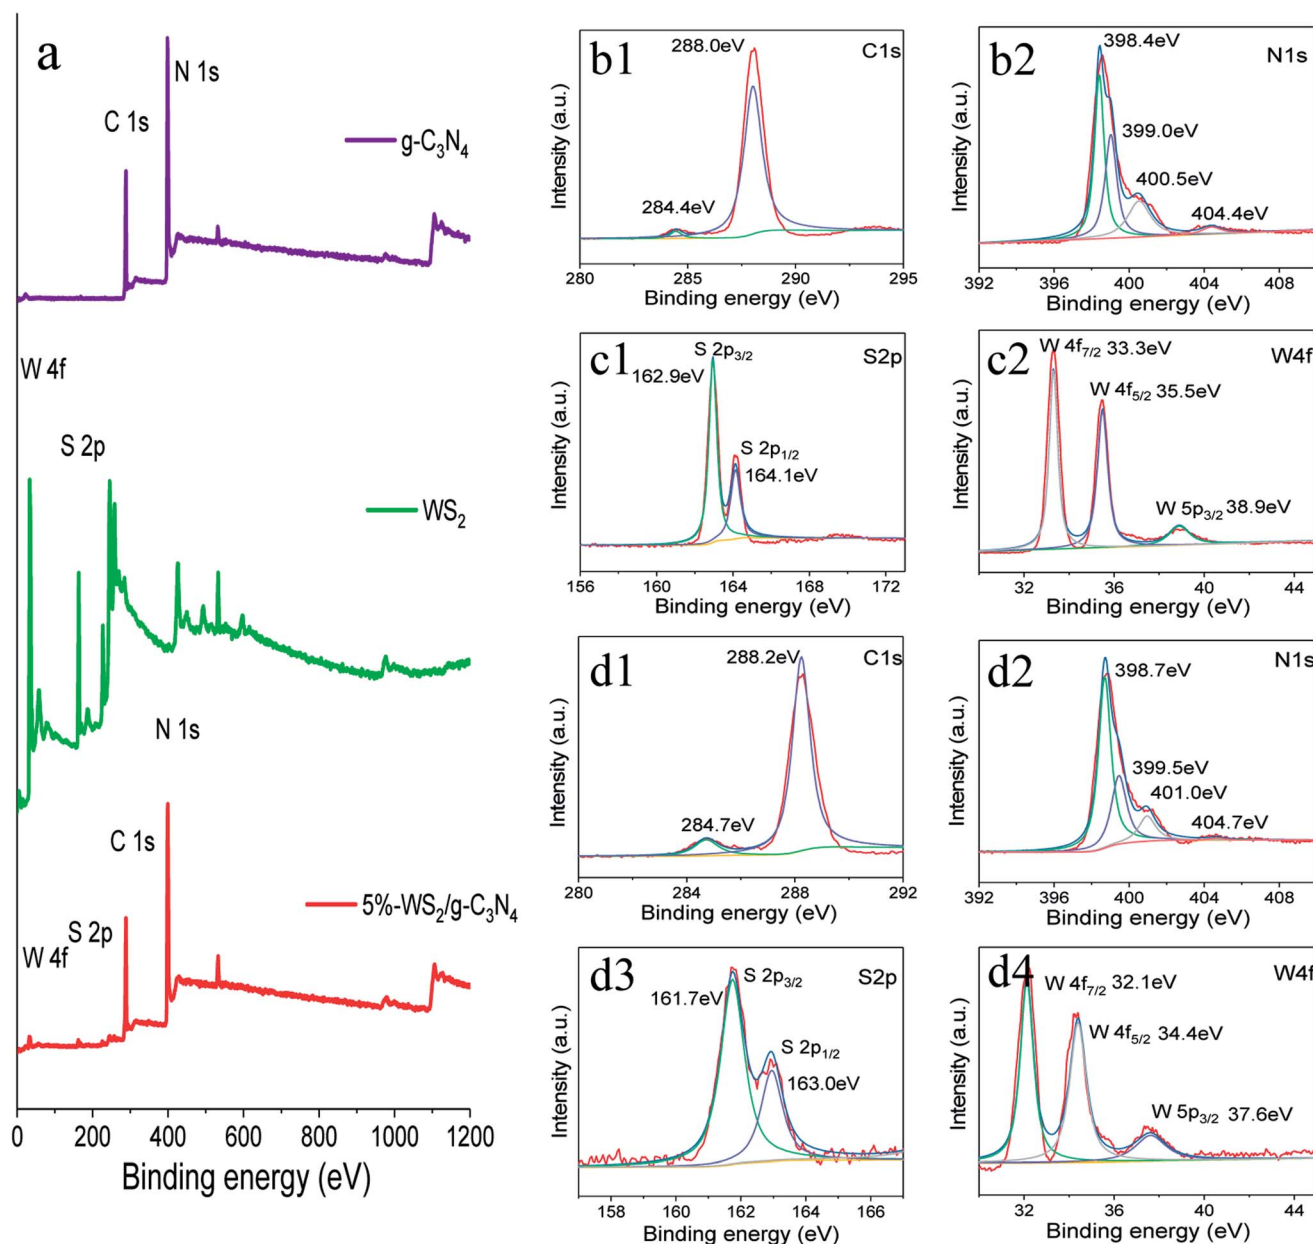 a
N 1s
C 1s
g-C₃N₄
W 4f
S 2p
WS₂
N 1s
C 1s
5%-WS₂/g-C₃N₄
S 2p
W 4f
0 200 400 600 800 1000 1200
Binding energy (eV)
b1
288.0eV
C1s
284.4eV
Intensity (a.u.)
280 285 290 295
Binding energy (eV)
b2
398.4eV
N1s
399.0eV
400.5eV
404.4eV
Intensity (a.u.)
392 396 400 404 408
Binding energy (eV)
c1
S 2p₃/₂
S2p
162.9eV
S 2p₁/₂
164.1eV
Intensity (a.u.)
156 160 164 168 172
Binding energy (eV)
c2
W 4f₇/₂ 33.3eV
W4f
W 4f₅/₂ 35.5eV
W 5p₃/₂ 38.9eV
Intensity (a.u.)
32 36 40 44
Binding energy (eV)
d1
288.2eV
C1s
284.7eV
Intensity (a.u.)
280 284 288 292
Binding energy (eV)
d2
398.7eV
N1s
399.5eV
401.0eV
404.7eV
Intensity (a.u.)
392 396 400 404 408
Binding energy (eV)
d3
S 2p₃/₂
S2p
161.7eV
S 2p₁/₂
163.0eV
Intensity (a.u.)
158 160 162 164 166
Binding energy (eV)
d4
W 4f₇/₂ 32.1eV
W4f
W 4f₅/₂ 34.4eV
W 5p₃/₂ 37.6eV
Intensity (a.u.)
32 36 40 44
Binding energy (eV)